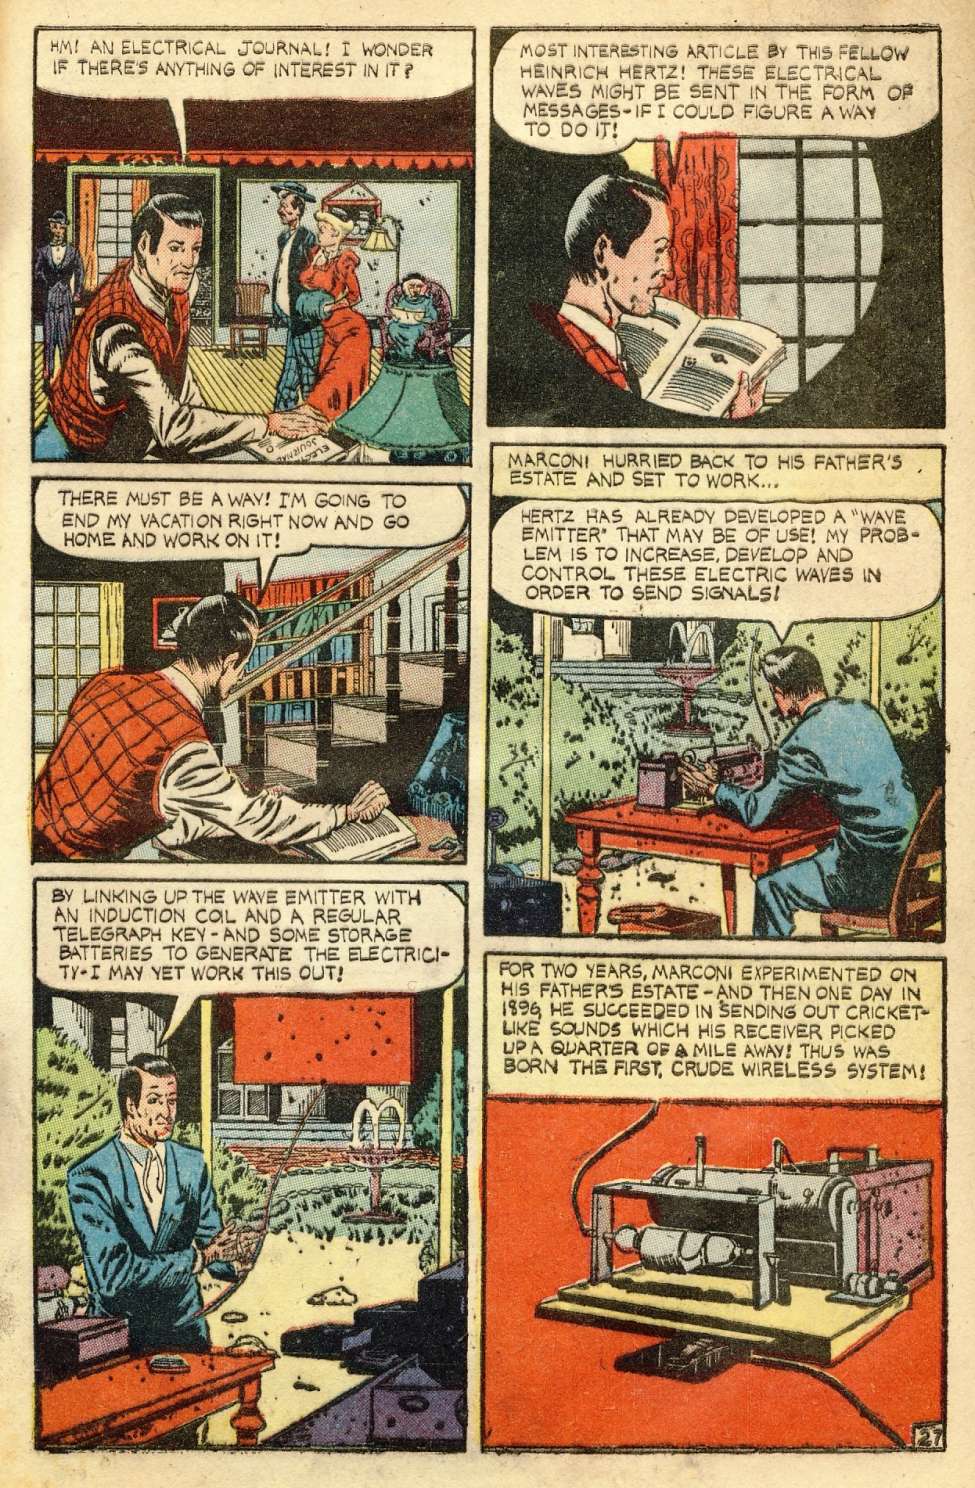 HM! AN ELECTRICAL JOURNAL! I WONDER
IF THERE'S ANYTHING OF INTEREST IN IT?
ELECTRIC
JOURNAL
MOST INTERESTING ARTICLE BY THIS FELLOW
HEINRICH HERTZ! THESE ELECTRICAL
WAVES MIGHT BE SENT IN THE FORM OF
MESSAGES-IF I COULD FIGURE A WAY
TO DO IT!
THERE MUST BE A WAY! I'M GOING TO
END MY VACATION RIGHT NOW AND GO
HOME AND WORK ON IT!
MARCONI HURRIED BACK TO HIS FATHER'S
ESTATE AND SET TO WORK...
HERTZ HAS ALREADY DEVELOPED A "WAVE
EMITTER" THAT MAY BE OF USE! MY PROB-
LEM IS TO INCREASE, DEVELOP AND
CONTROL THESE ELECTRIC WAVES IN
ORDER TO SEND SIGNALS!
BY LINKING UP THE WAVE EMITTER WITH
AN INDUCTION COIL AND A REGULAR
TELEGRAPH KEY-AND SOME STORAGE
BATTERIES TO GENERATE THE ELECTRICI-
TY-I MAY YET WORK THIS OUT!
FOR TWO YEARS, MARCONI EXPERIMENTED ON
HIS FATHER'S ESTATE-AND THEN ONE DAY IN
1896, HE SUCCEEDED IN SENDING OUT CRICKET-
LIKE SOUNDS WHICH HIS RECEIVER PICKED
UP A QUARTER OF A MILE AWAY! THUS WAS
BORN THE FIRST, CRUDE WIRELESS SYSTEM!
27